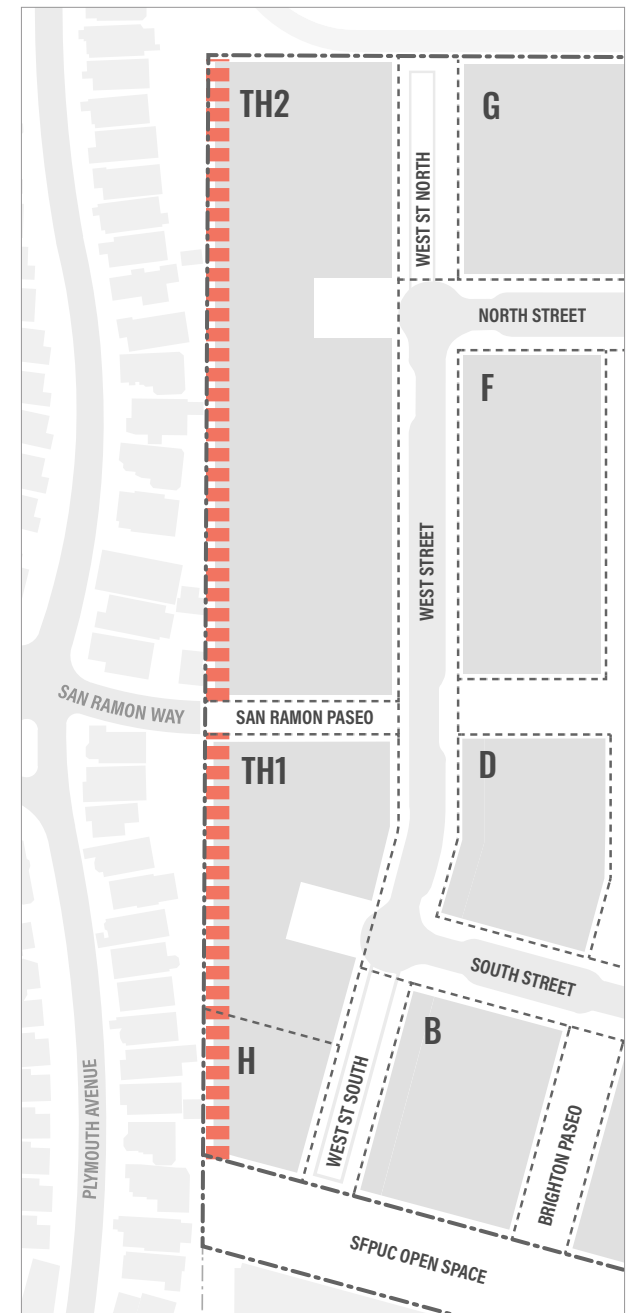 TH2
G
WEST ST NORTH
NORTH STREET
F
WEST STREET
SAN RAMON WAY
SAN RAMON PASEO
TH1
D
SOUTH STREET
B
H
WEST ST SOUTH
PLYMOUTH AVENUE
BRIGHTON PASEO
SFPUC OPEN SPACE